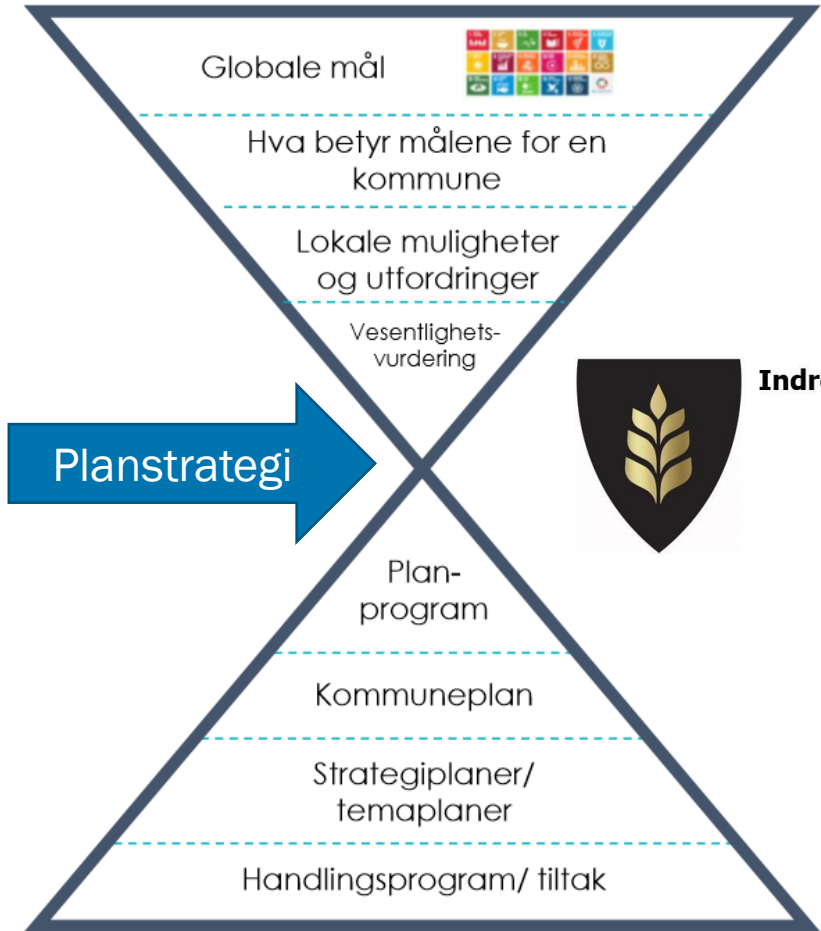 Globale mål
Hva betyr målene for en
kommune
Lokale muligheter
og utfordringer
Vesentlighets-
vurdering
Planstrategi
Plan-
program
Kommuneplan
Strategiplaner/
temaplaner
Handlingsprogram/ tiltak